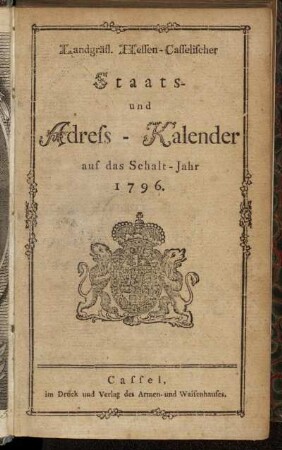 Landgräfl. Hessen-Casselischer
Staats-
und
Adress-Kalender
auf das Schalt-Jahr
1796.
Cassel,
im Druck und Verlag des Armen- und Waisenhauses.